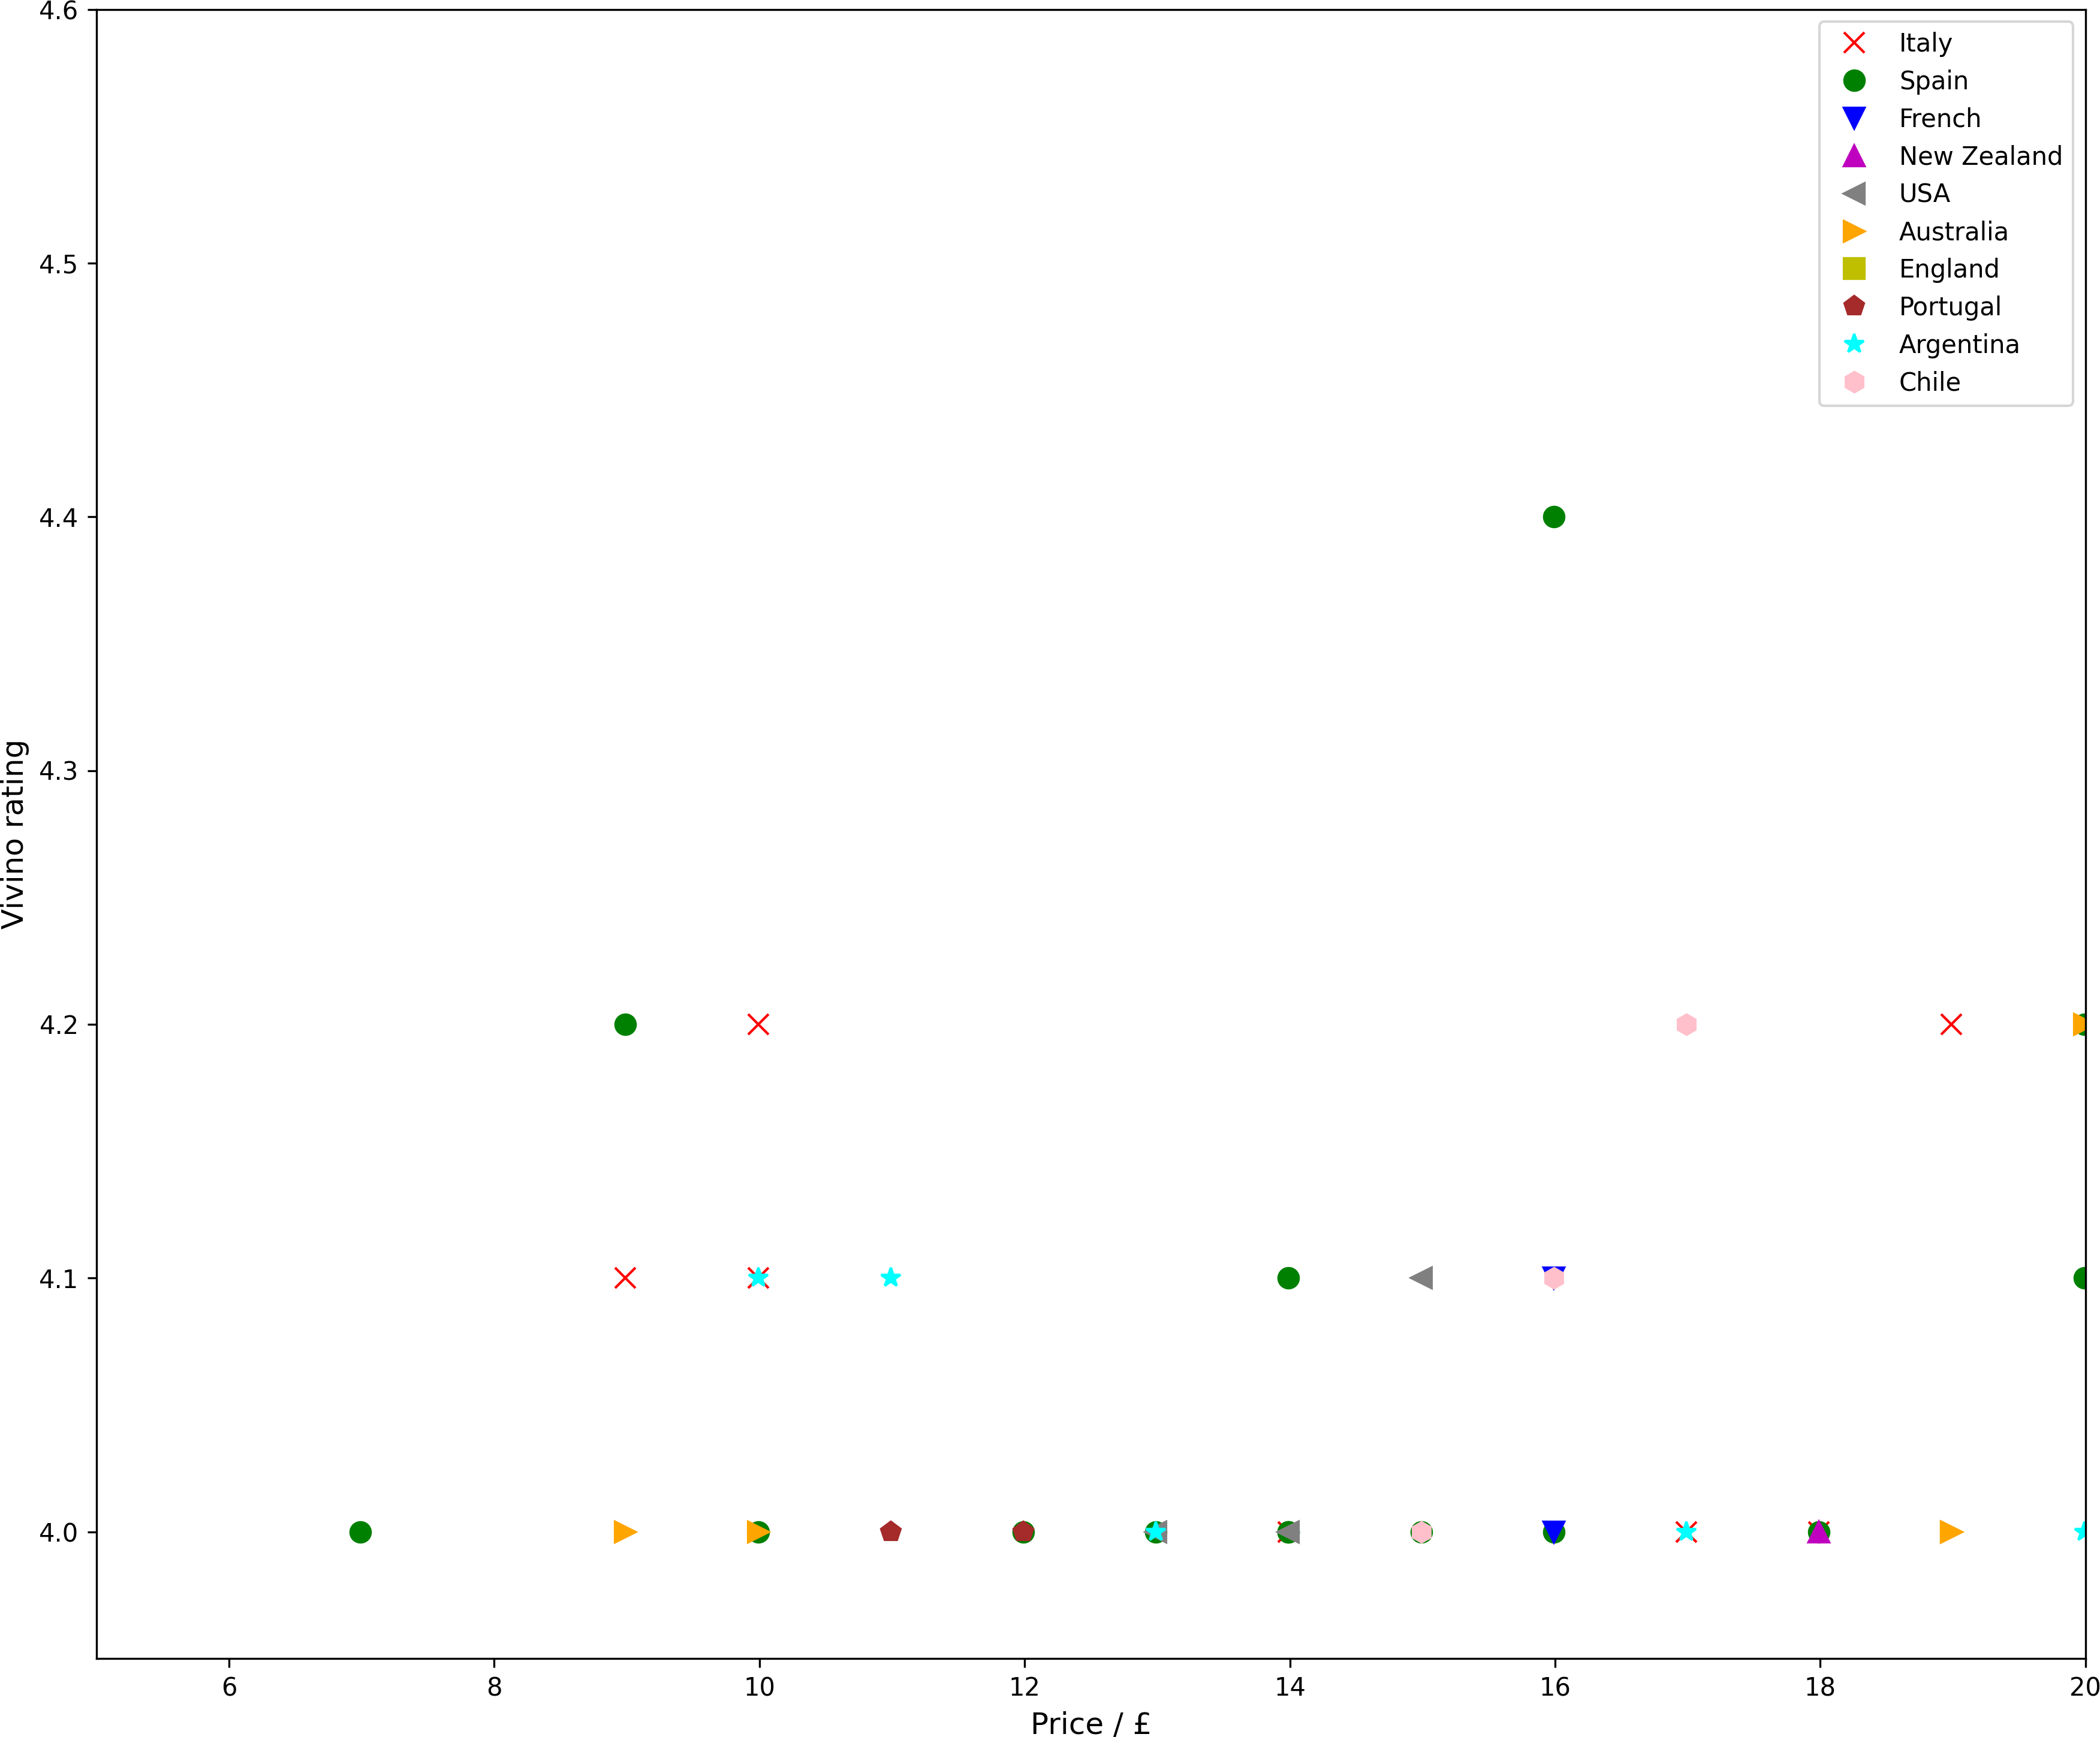 4.6
4.5
4.4
4.3
4.2
4.1
4.0
Vivino rating
6 8 10 12 14 16 18 20
Price / £
Italy
Spain
French
New Zealand
USA
Australia
England
Portugal
Argentina
Chile